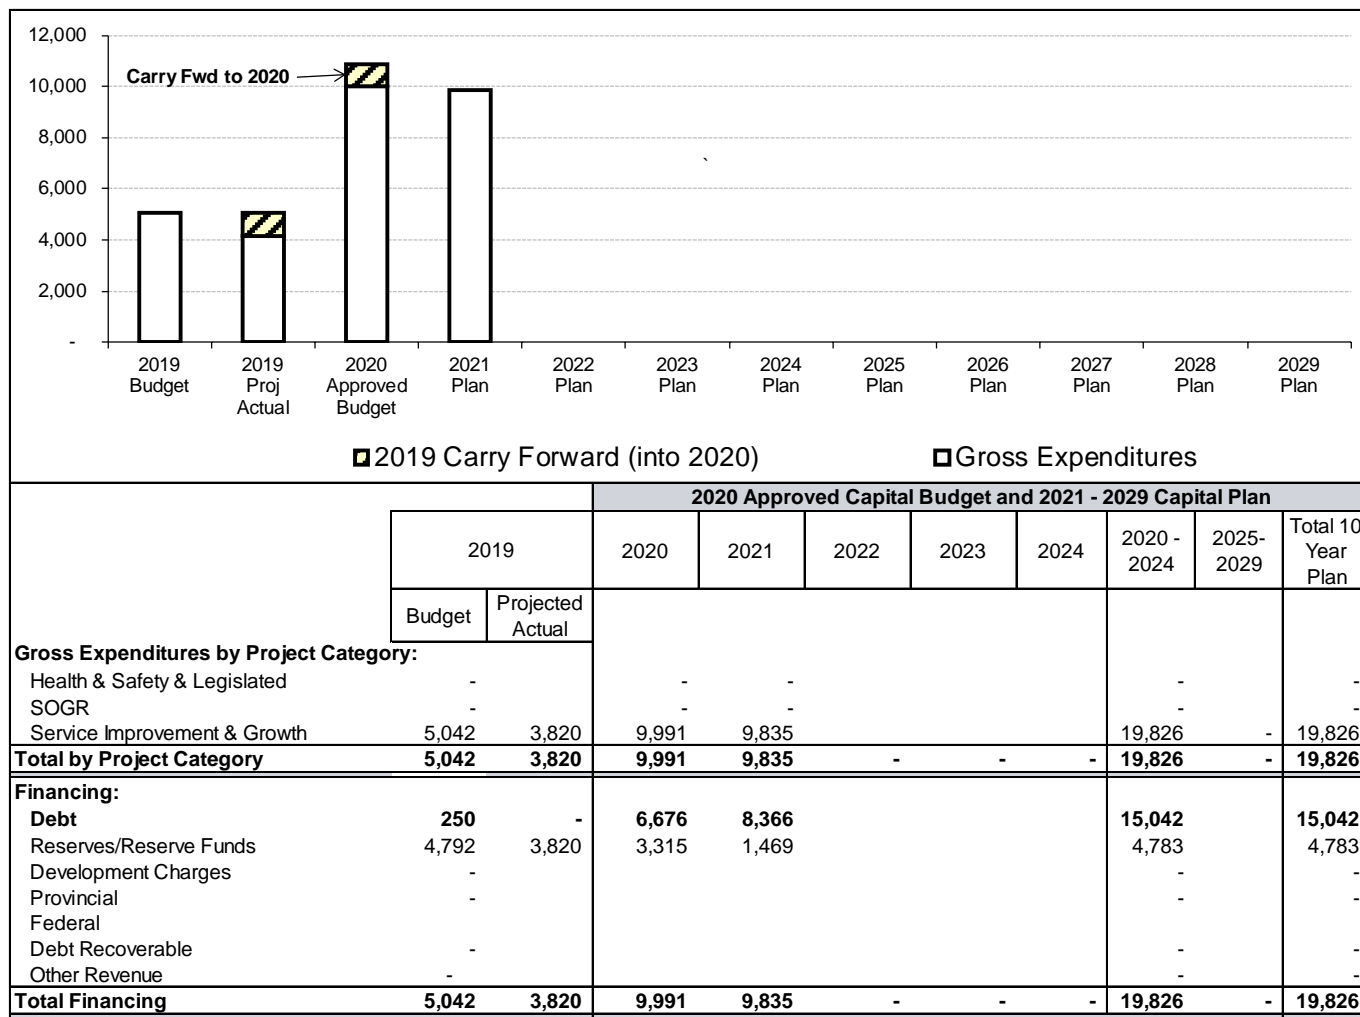 12,000
10,000
8,000
6,000
4,000
2,000
-
Carry Fwd to 2020
`
2019 Budget
2019 Proj Actual
2020 Approved Budget
2021 Plan
2022 Plan
2023 Plan
2024 Plan
2025 Plan
2026 Plan
2027 Plan
2028 Plan
2029 Plan
2019 Carry Forward (into 2020) Gross Expenditures
2020 Approved Capital Budget and 2021 - 2029 Capital Plan
2019 2020 2021 2022 2023 2024 2020 - 2024 2025- 2029 Total 10 Year Plan
Budget Projected Actual
Gross Expenditures by Project Category:
Health & Safety & Legislated - - - - -
SOGR - - - - -
Service Improvement & Growth 5,042 3,820 9,991 9,835 19,826 - 19,826
Total by Project Category 5,042 3,820 9,991 9,835 - - - 19,826 - 19,826
Financing:
Debt 250 - 6,676 8,366 15,042 15,042
Reserves/Reserve Funds 4,792 3,820 3,315 1,469 4,783 4,783
Development Charges - - -
Provincial - - -
Federal
Debt Recoverable - - -
Other Revenue - - -
Total Financing 5,042 3,820 9,991 9,835 - - - 19,826 - 19,826